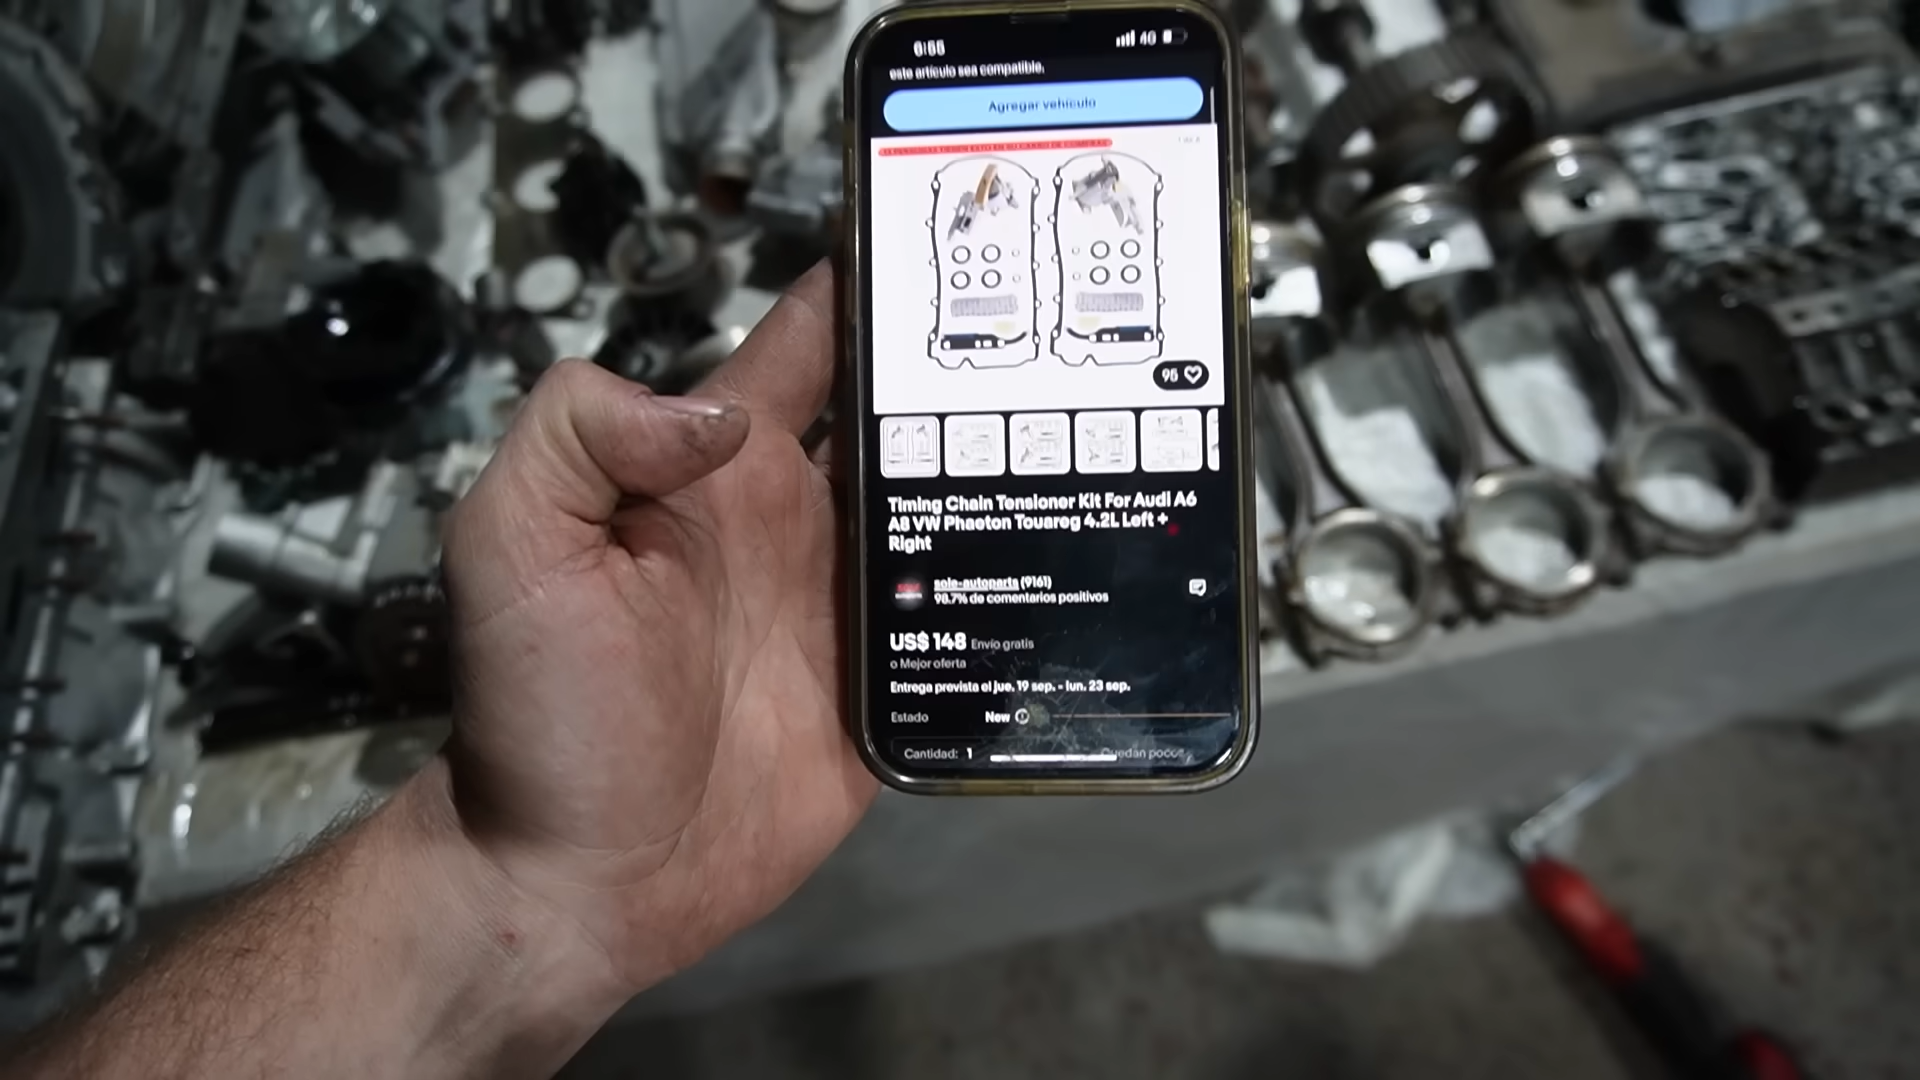 6:55
4G
este artículo sea compatible.
Agregar vehículo
95
Timing Chain Tensioner Kit For Audi A6
A8 VW Phaeton Touareg 4.2L Left +
Right
sole-autoparts (9161)
98.7% de comentarios positivos
US$ 148 Envío gratis
o Mejor oferta
Entrega prevista el jue. 19 sep. - lun. 23 sep.
Estado New
Cantidad: 1 Quedan pocos